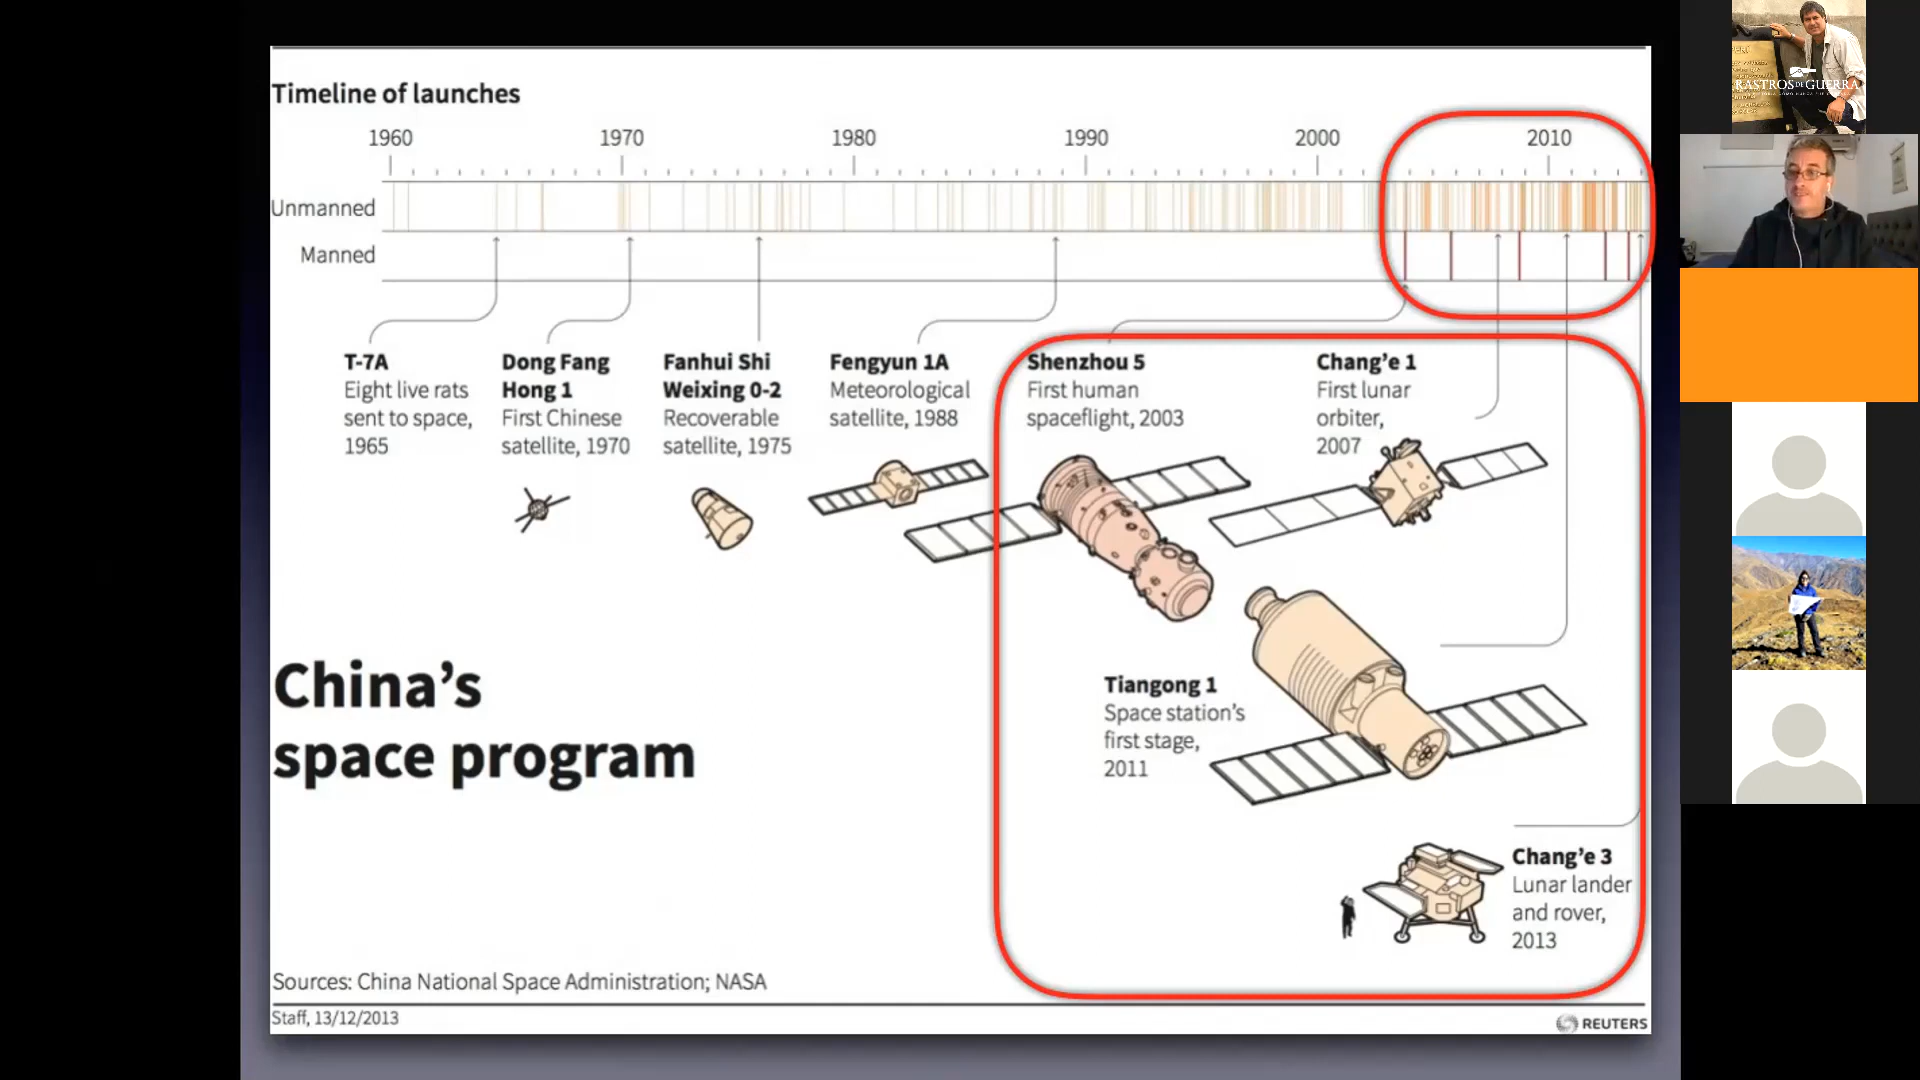 Timeline of launches
1960 1970 1980 1990 2000 2010
Unmanned
Manned
T-7A
Eight live rats
sent to space,
1965
Dong Fang
Hong 1
First Chinese
satellite, 1970
Fanhui Shi
Weixing 0-2
Recoverable
satellite, 1975
Fengyun 1A
Meteorological
satellite, 1988
Shenzhou 5
First human
spaceflight, 2003
Chang’e 1
First lunar
orbiter,
2007
Tiangong 1
Space station’s
first stage,
2011
Chang’e 3
Lunar lander
and rover,
2013
China’s
space program
Sources: China National Space Administration; NASA
Staff, 13/12/2013
REUTERS
RASTROS DE GUERRA